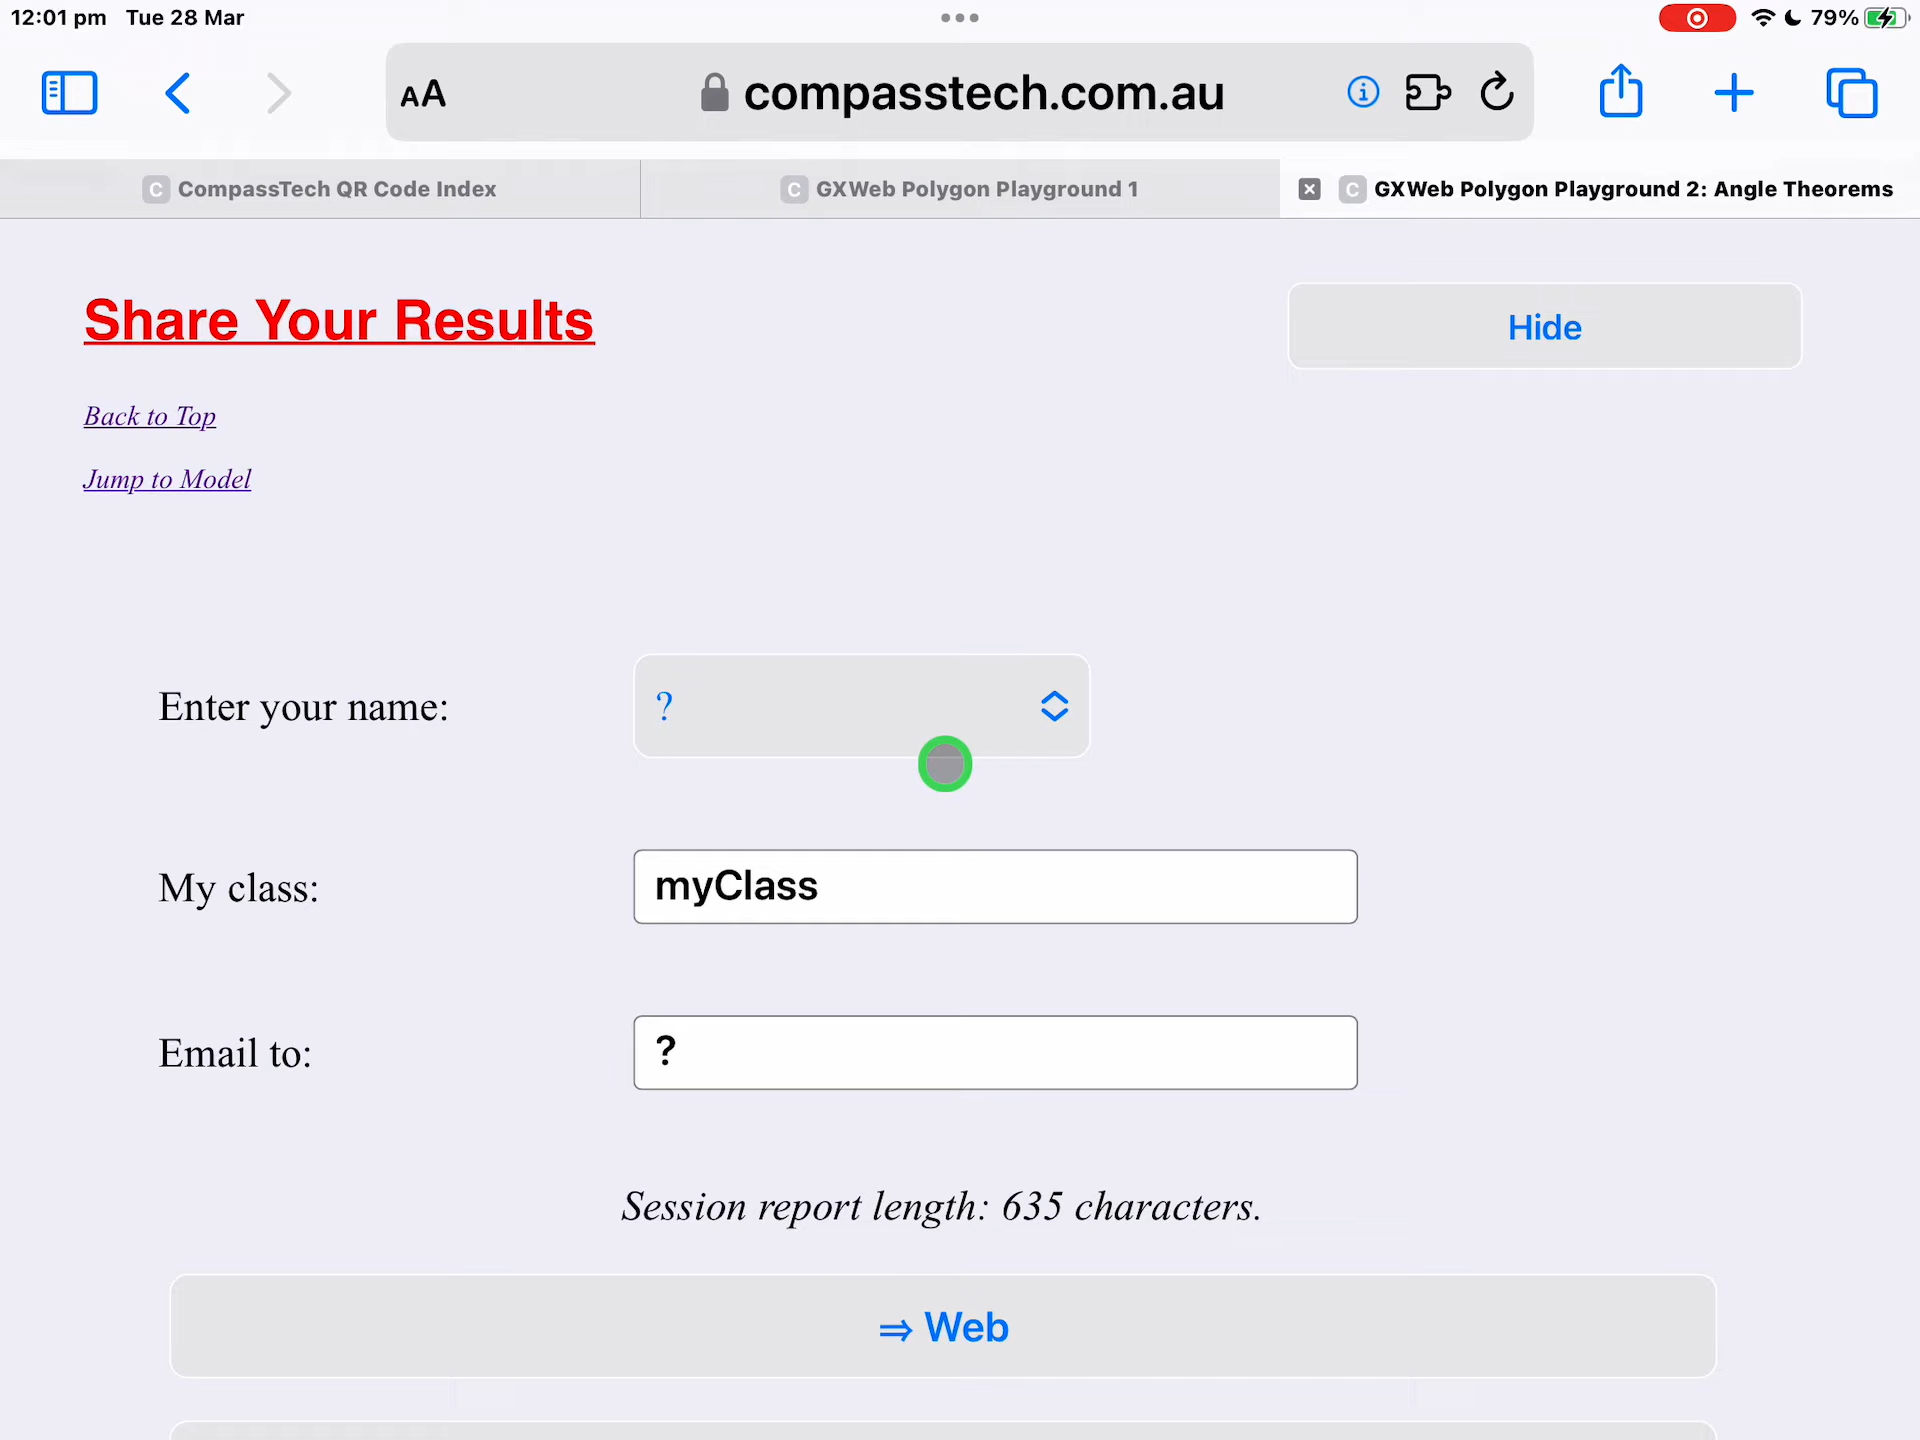 12:01 pm Tue 28 Mar
79%
AA compasstech.com.au
C CompassTech QR Code Index
C GXWeb Polygon Playground 1
C GXWeb Polygon Playground 2: Angle Theorems
Share Your Results
Hide
Back to Top
Jump to Model
Enter your name: ?
My class: myClass
Email to: ?
Session report length: 635 characters.
⇒ Web